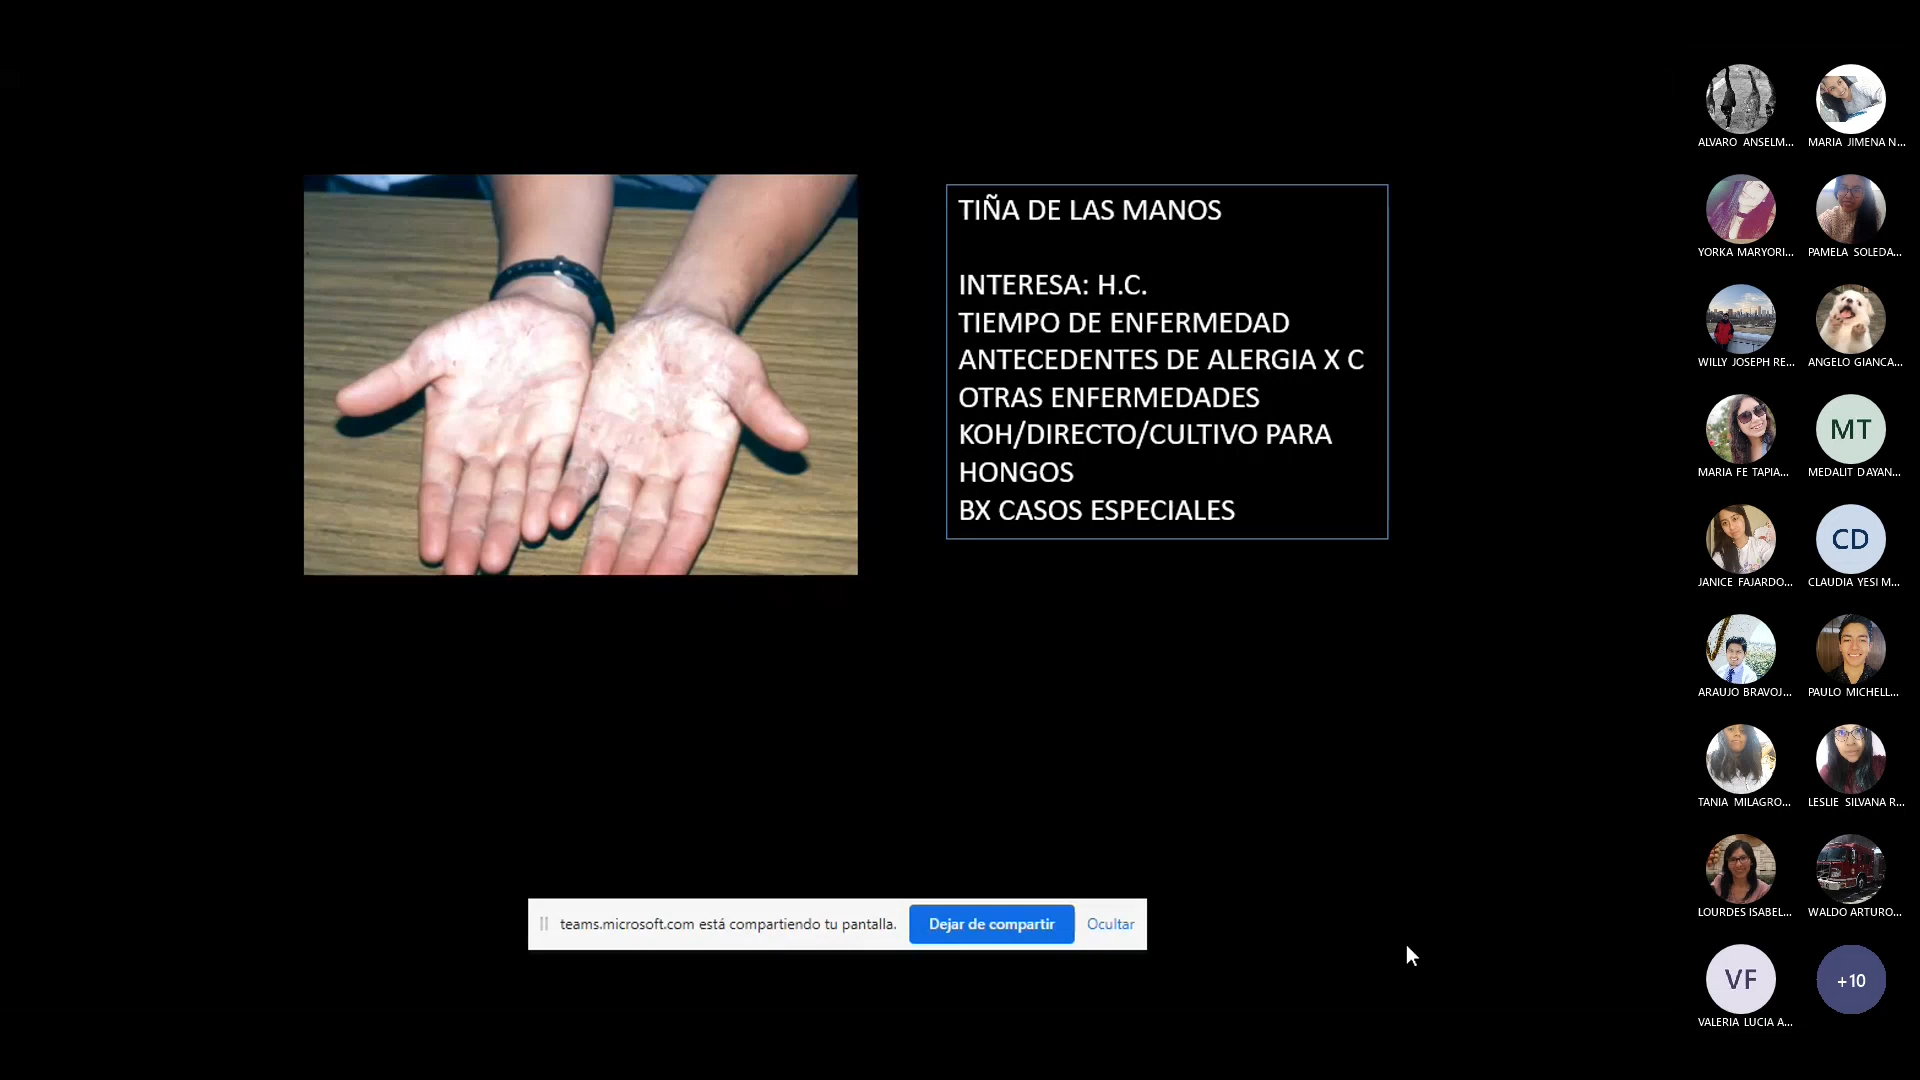 TIÑA DE LAS MANOS
INTERESA: H.C.
TIEMPO DE ENFERMEDAD
ANTECEDENTES DE ALERGIA X C
OTRAS ENFERMEDADES
KOH/DIRECTO/CULTIVO PARA
HONGOS
BX CASOS ESPECIALES
teams.microsoft.com está compartiendo tu pantalla.
Dejar de compartir
Ocultar
ALVARO ANSELM...
MARIA JIMENA N...
YORKA MARYORI...
PAMELA SOLEDA...
WILLY JOSEPH RE...
ANGELO GIANCA...
MARIA FE TAPIA...
MT
MEDALIT DAYAN...
JANICE FAJARDO...
CD
CLAUDIA YESI M...
ARAUJO BRAVOJ...
PAULO MICHELL...
TANIA MILAGRO...
LESLIE SILVANA R...
LOURDES ISABEL...
WALDO ARTURO...
VF
VALERIA LUCIA A...
+10